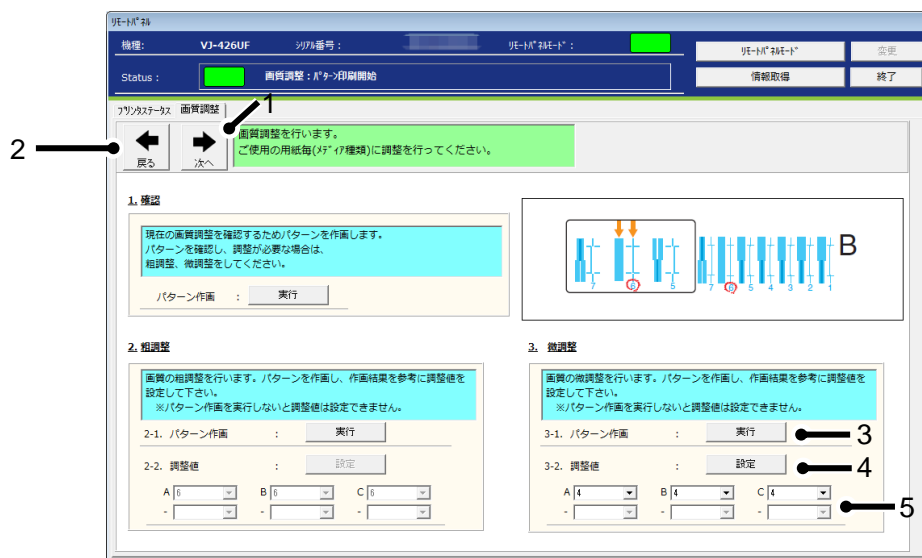 リモートパネル
機種: VJ-426UF シリアル番号: リモートパネルモード: リモートパネルモード 変更
Status: 画質調整:パターン印刷開始 情報取得 終了
プリンタステータス 画質調整
1
2
戻る 次へ
画質調整を行います。
ご使用の用紙毎(メディア種類)に調整を行ってください。
1. 確認
現在の画質調整を確認するためパターンを作画します。
パターンを確認し、調整が必要な場合は、
粗調整、微調整をしてください。
パターン作画 : 実行
B
7 6 5 7 6 5 4 3 2 1
2. 粗調整
画質の粗調整を行います。パターンを作画し、作画結果を参考に調整値を
設定して下さい。
※パターン作画を実行しないと調整値は設定できません。
2-1. パターン作画 : 実行
2-2. 調整値 : 設定
A 6 B 6 C 6
- - -
3. 微調整
画質の微調整を行います。パターンを作画し、作画結果を参考に調整値を
設定して下さい。
※パターン作画を実行しないと調整値は設定できません。
3-1. パターン作画 : 実行 3
3-2. 調整値 : 設定 4
A 4 B 4 C 4
- - - 5